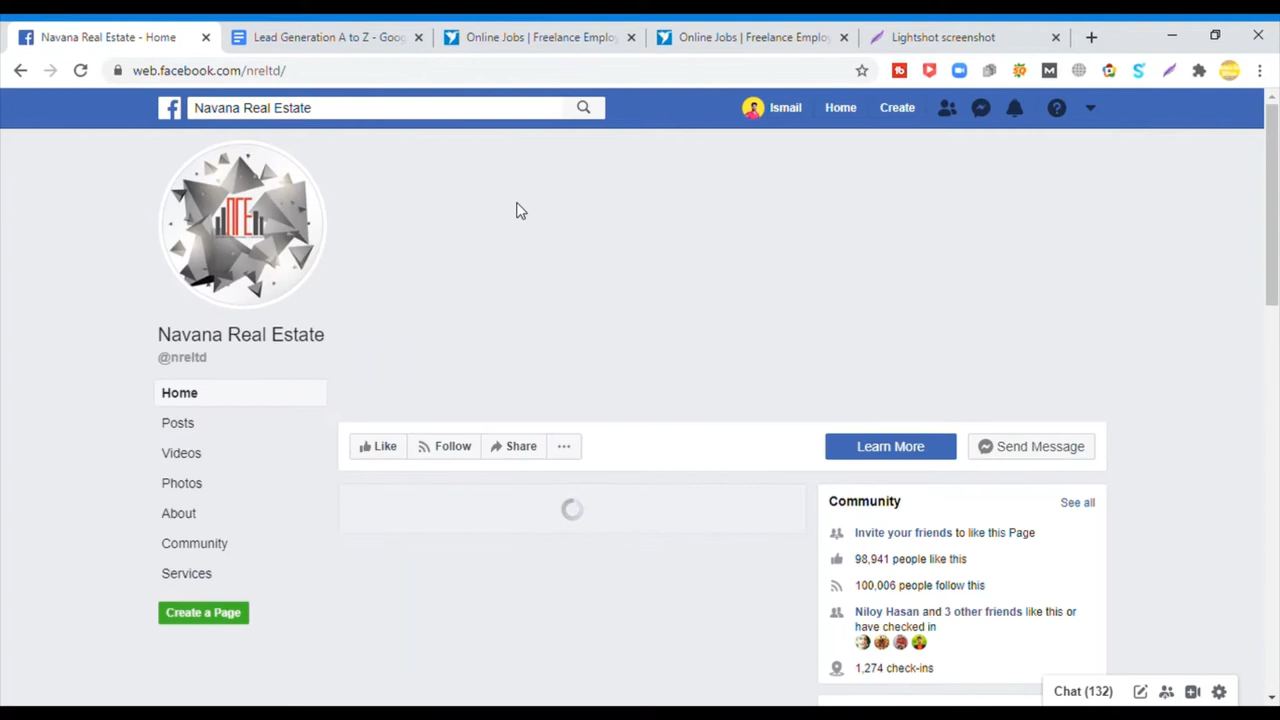 Navana Real Estate - Home
Lead Generation A to Z - Goog
Online Jobs | Freelance Employ
Online Jobs | Freelance Employ
Lightshot screenshot
web.facebook.com/nreltd/
Navana Real Estate
Ismail
Home
Create
Navana Real Estate
@nreltd
Home
Posts
Videos
Photos
About
Community
Services
Create a Page
Like
Follow
Share
Learn More
Send Message
Community
See all
Invite your friends to like this Page
98,941 people like this
100,006 people follow this
Niloy Hasan and 3 other friends like this or
have checked in
1,274 check-ins
Chat (132)